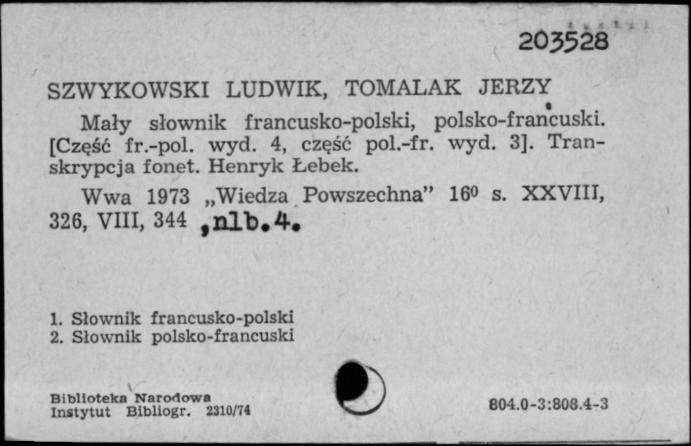 203528
SZWYKOWSKI LUDWIK, TOMALAK JERZY
Mały słownik francusko-polski, polsko-francuski.
[Część fr.-pol. wyd. 4, część pol.-fr. wyd. 3]. Tran-
skrypcja fonet. Henryk Łebek.
Wwa 1973 „Wiedza Powszechna” 16⁰ s. XXVIII,
326, VIII, 344 , nlb. 4.
1. Słownik francusko-polski
2. Słownik polsko-francuski
Biblioteka Narodowa
Instytut Bibliogr. 2310/74
804.0-3:808.4-3